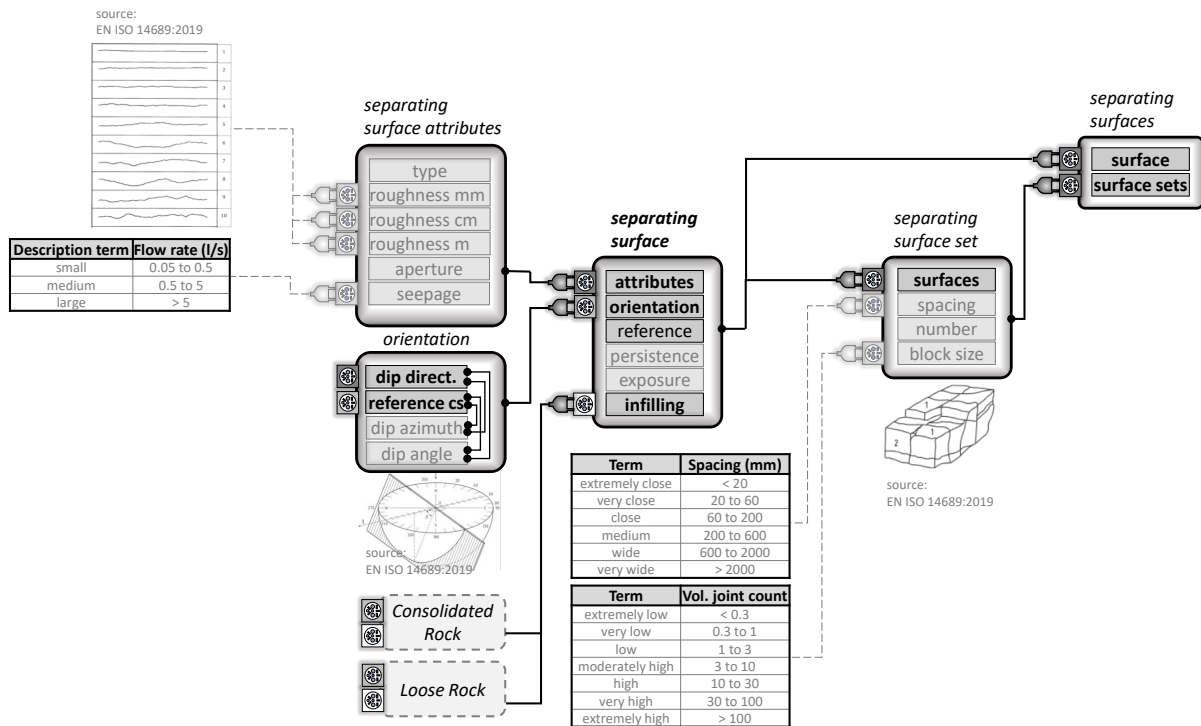 source:
EN ISO 14689:2019
1
2
3
4
5
6
7
8
9
10
Description term Flow rate (l/s)
small 0.05 to 0.5
medium 0.5 to 5
large > 5
separating
surface attributes
type
roughness mm
roughness cm
roughness m
aperture
seepage
orientation
dip direct.
reference cs
dip azimuth
dip angle
source:
EN ISO 14689:2019
Consolidated
Rock
Loose Rock
separating
surface
attributes
orientation
reference
persistence
exposure
infilling
Term Spacing (mm)
extremely close < 20
very close 20 to 60
close 60 to 200
medium 200 to 600
wide 600 to 2000
very wide > 2000
Term Vol. joint count
extremely low < 0.3
very low 0.3 to 1
low 1 to 3
moderately high 3 to 10
high 10 to 30
very high 30 to 100
extremely high > 100
separating
surface set
surfaces
spacing
number
block size
1
2
1
source:
EN ISO 14689:2019
separating
surfaces
surface
surface sets